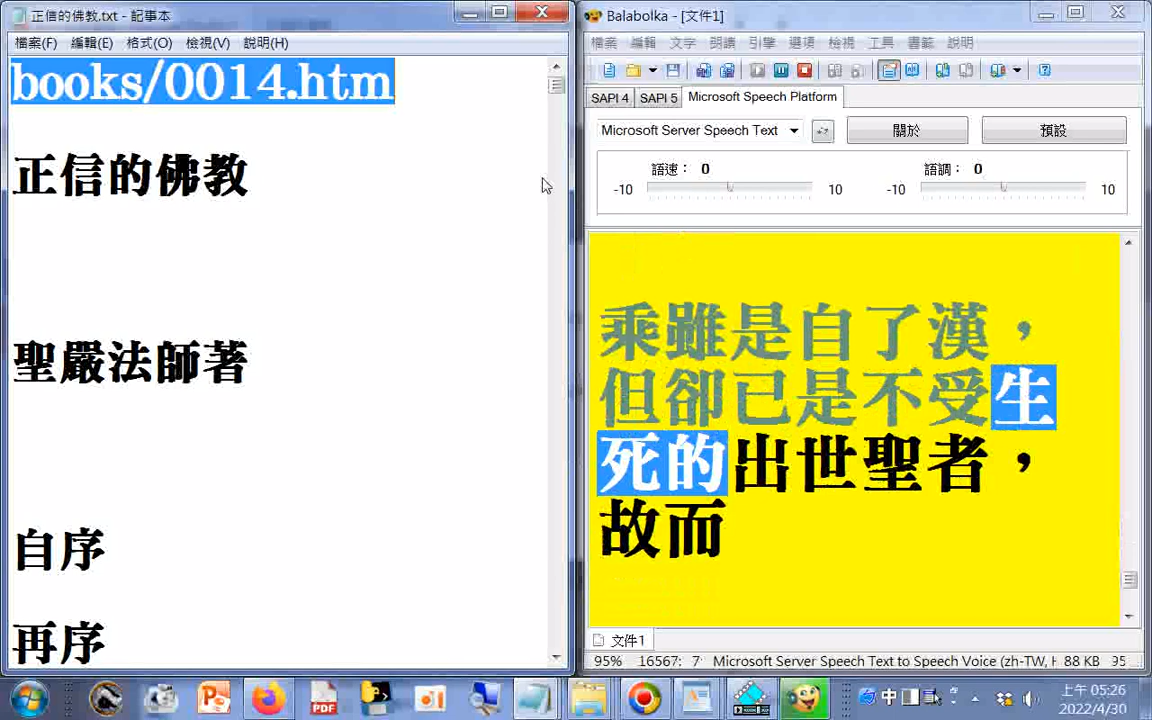 正信的佛教.txt - 記事本
檔案(F) 編輯(E) 格式(O) 檢視(V) 說明(H)
books/0014.htm
正信的佛教
聖嚴法師著
自序
再序
Balabolka - [文件1]
檔案 編輯 文字 朗讀 引擎 選項 檢視 工具 書籤 說明
SAPI 4 SAPI 5 Microsoft Speech Platform
Microsoft Server Speech Text 關於 預設
語速： 0 語調： 0
-10 10 -10 10
乘雖是自了漢，
但卻已是不受生
死的出世聖者，
故而
文件1
95% 16567: 7 Microsoft Server Speech Text to Speech Voice (zh-TW, H 88 KB 95
中
上午 05:26
2022/4/30
PDF